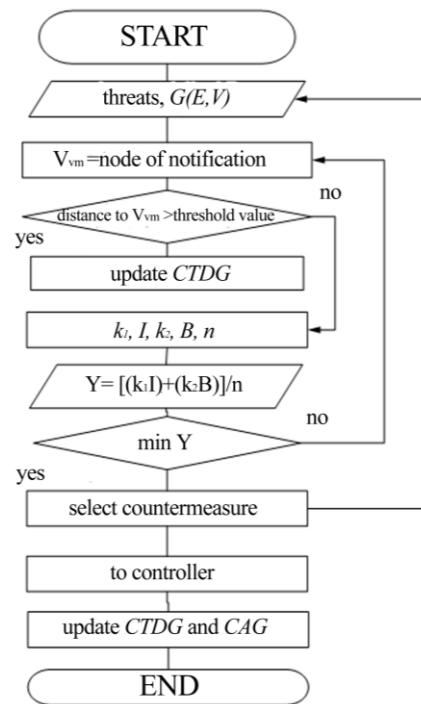 START
threats, G(E,V)
Vvm=node of notification
no
distance to Vvm >threshold value
yes
update CTDG
k1, I, k2, B, n
Y= [(k1I)+(k2B)]/n
no
min Y
yes
select countermeasure
to controller
update CTDG and CAG
END